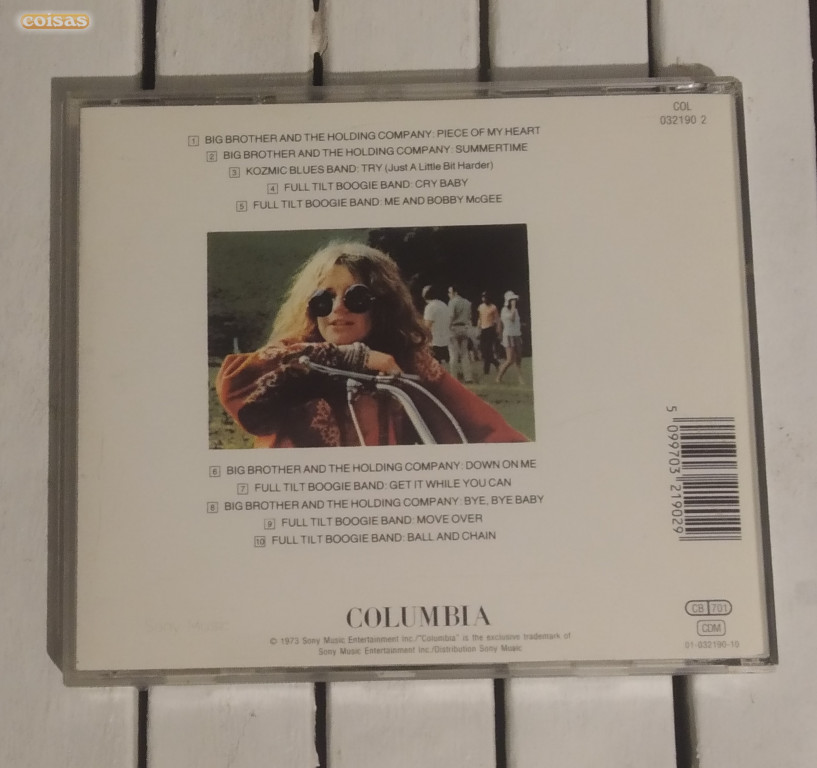 coisas
COL
032190 2
1 BIG BROTHER AND THE HOLDING COMPANY: PIECE OF MY HEART
2 BIG BROTHER AND THE HOLDING COMPANY: SUMMERTIME
3 KOZMIC BLUES BAND: TRY (Just A Little Bit Harder)
4 FULL TILT BOOGIE BAND: CRY BABY
5 FULL TILT BOOGIE BAND: ME AND BOBBY McGEE
6 BIG BROTHER AND THE HOLDING COMPANY: DOWN ON ME
7 FULL TILT BOOGIE BAND: GET IT WHILE YOU CAN
8 BIG BROTHER AND THE HOLDING COMPANY: BYE, BYE BABY
9 FULL TILT BOOGIE BAND: MOVE OVER
10 FULL TILT BOOGIE BAND: BALL AND CHAIN
5 099703 219029
COLUMBIA
© 1973 Sony Music Entertainment Inc./"Columbia" is the exclusive trademark of
Sony Music Entertainment Inc./Distribution Sony Music
CB 701
CDM
01-032190-10